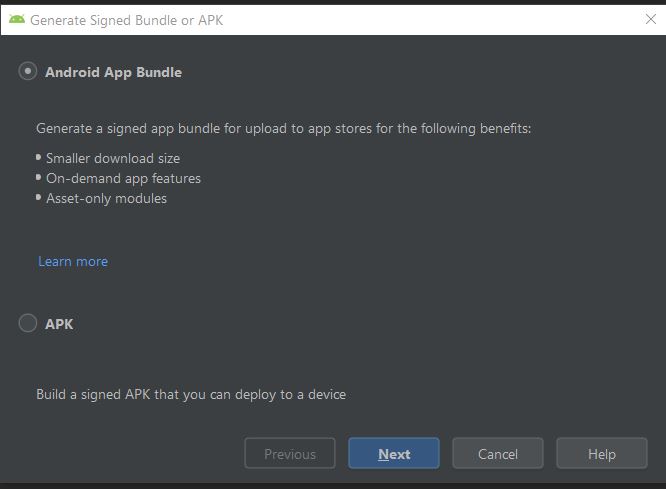 Generate Signed Bundle or APK
Android App Bundle
Generate a signed app bundle for upload to app stores for the following benefits:
Smaller download size
On-demand app features
Asset-only modules
Learn more
APK
Build a signed APK that you can deploy to a device
Previous Next Cancel Help